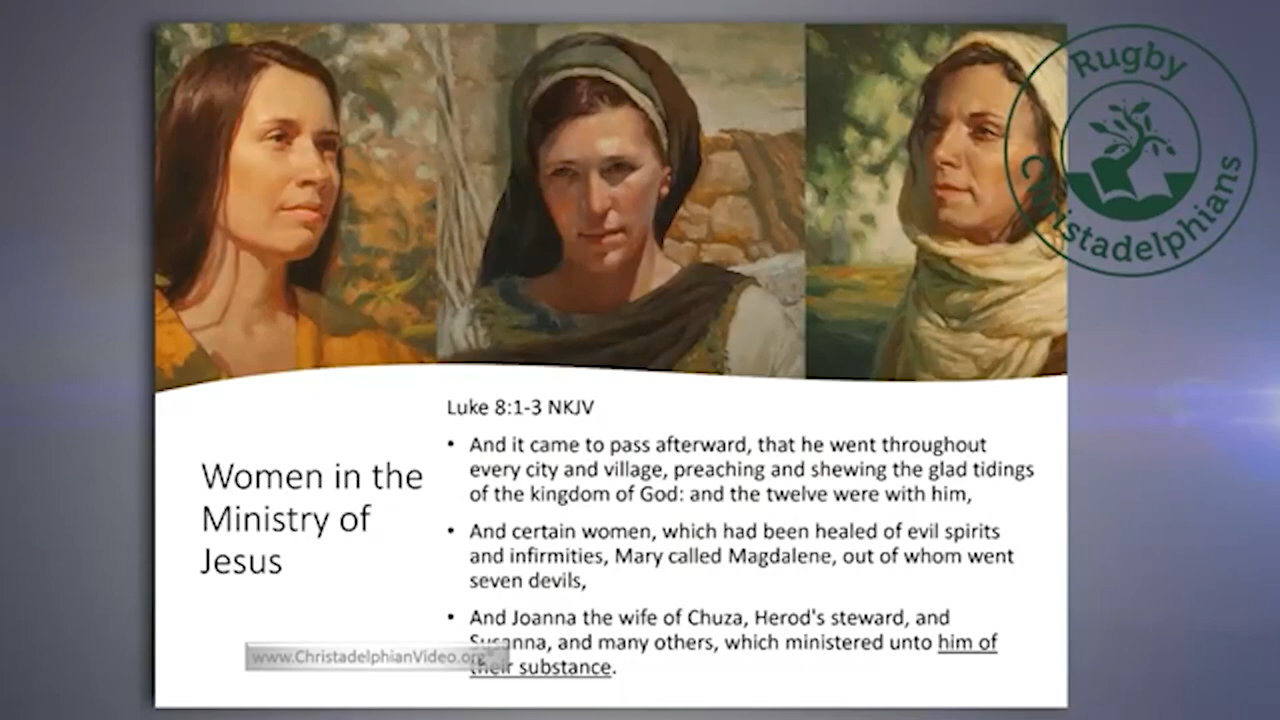 Rugby
Christadelphians
Luke 8:1-3 NKJV
Women in the
Ministry of
Jesus
• And it came to pass afterward, that he went throughout
every city and village, preaching and shewing the glad tidings
of the kingdom of God: and the twelve were with him,
• And certain women, which had been healed of evil spirits
and infirmities, Mary called Magdalene, out of whom went
seven devils,
• And Joanna the wife of Chuza, Herod's steward, and
Susanna, and many others, which ministered unto him of
their substance.
www.ChristadelphianVideo.org